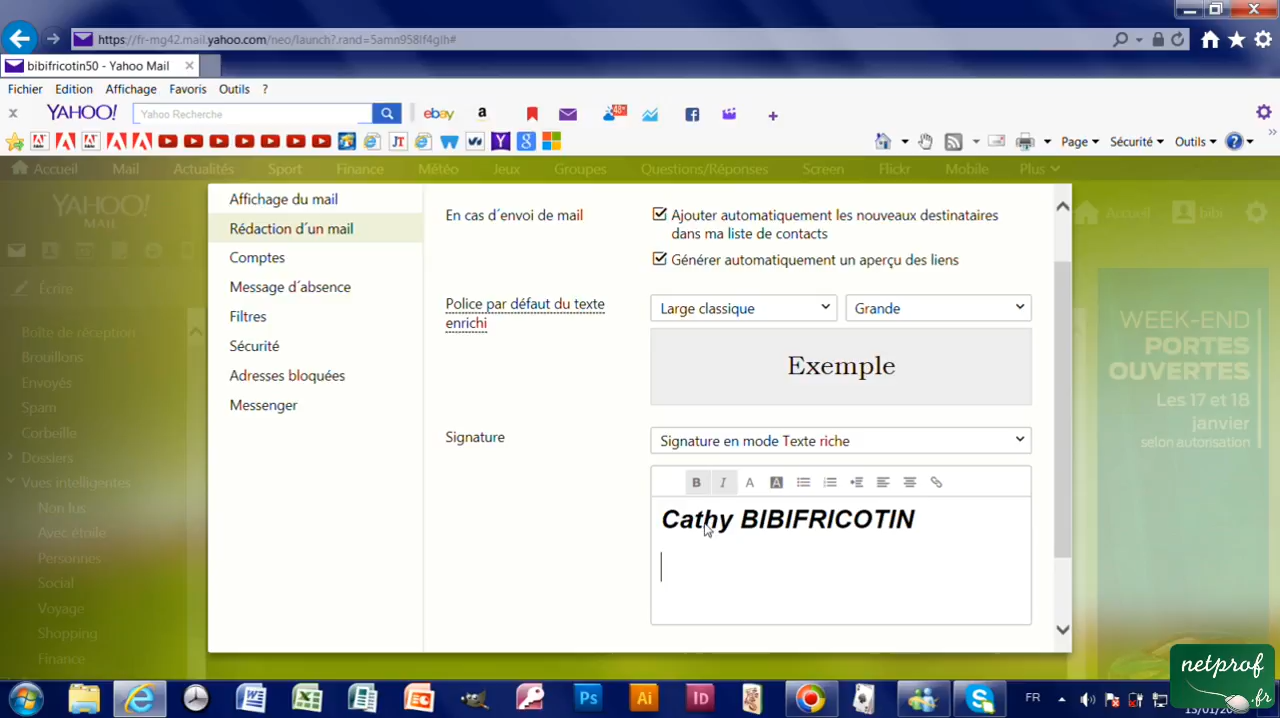 https://fr-mg42.mail.yahoo.com/neo/launch?.rand=5amn958lf4glh#
bibifricotin50 - Yahoo Mail
Fichier Edition Affichage Favoris Outils ?
YAHOO! Yahoo Recherche ebay a
Page Sécurité Outils
Accueil Mail Actualités Sport Finance Météo Jeux Groupes Questions/Réponses Screen Flickr Mobile Plus
YAHOO!
MAIL
Accueil bibi
Écrire
Boîte de réception
Brouillons
Envoyés
Spam
Corbeille
Dossiers
Vues intelligentes
Non lus
Avec étoile
Personnes
Social
Voyage
Shopping
Finance
Affichage du mail
Rédaction d´un mail
Comptes
Message d´absence
Filtres
Sécurité
Adresses bloquées
Messenger
En cas d´envoi de mail
Ajouter automatiquement les nouveaux destinataires
dans ma liste de contacts
Générer automatiquement un aperçu des liens
Police par défaut du texte
enrichi
Large classique Grande
Exemple
Signature
Signature en mode Texte riche
B I A A
Cathy BIBIFRICOTIN
WEEK-END
PORTES
OUVERTES
Les 17 et 18
janvier
selon autorisation
netprof
.fr
Ps Ai ID
FR